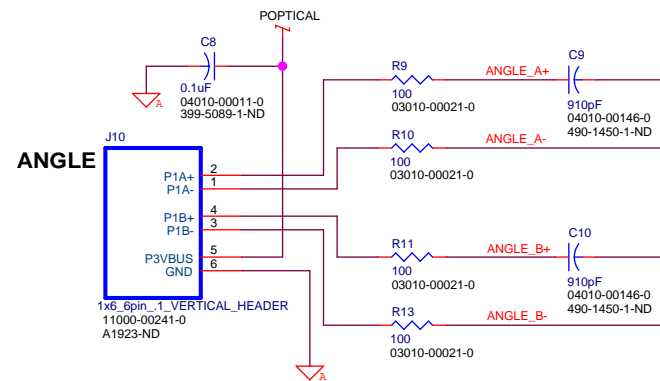 POPTICAL
C8
0.1uF
04010-00011-0
399-5089-1-ND
A
J10
ANGLE
P1A+ 2
P1A- 1
P1B+ 4
P1B- 3
P3VBUS 5
GND 6
1x6_6pin_.1_VERTICAL_HEADER
11000-00241-0
A1923-ND
A
R9
100
03010-00021-0
ANGLE_A+
C9
910pF
04010-00146-0
490-1450-1-ND
R10
100
03010-00021-0
ANGLE_A-
R11
100
03010-00021-0
ANGLE_B+
C10
910pF
04010-00146-0
490-1450-1-ND
R13
100
03010-00021-0
ANGLE_B-